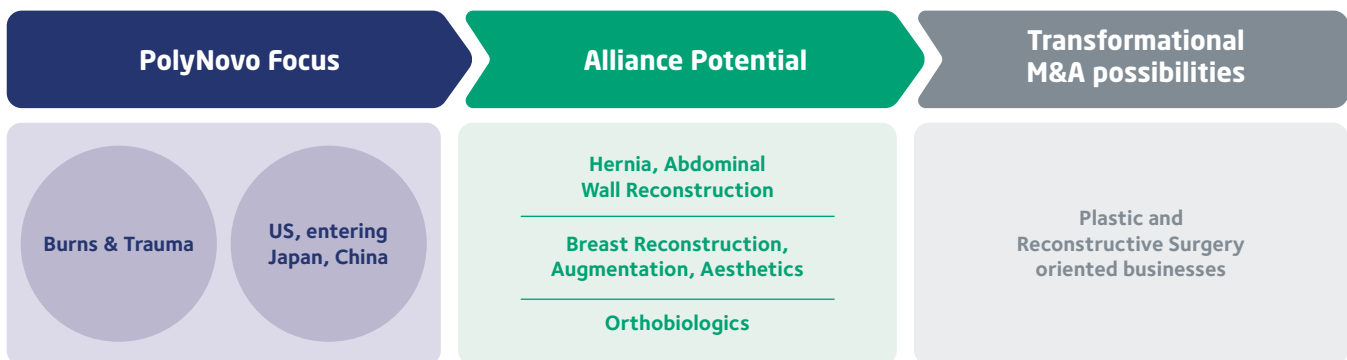 PolyNovo Focus
Alliance Potential
Transformational
M&A possibilities
Burns & Trauma
US, entering
Japan, China
Hernia, Abdominal
Wall Reconstruction
Breast Reconstruction,
Augmentation, Aesthetics
Orthobiologics
Plastic and
Reconstructive Surgery
oriented businesses